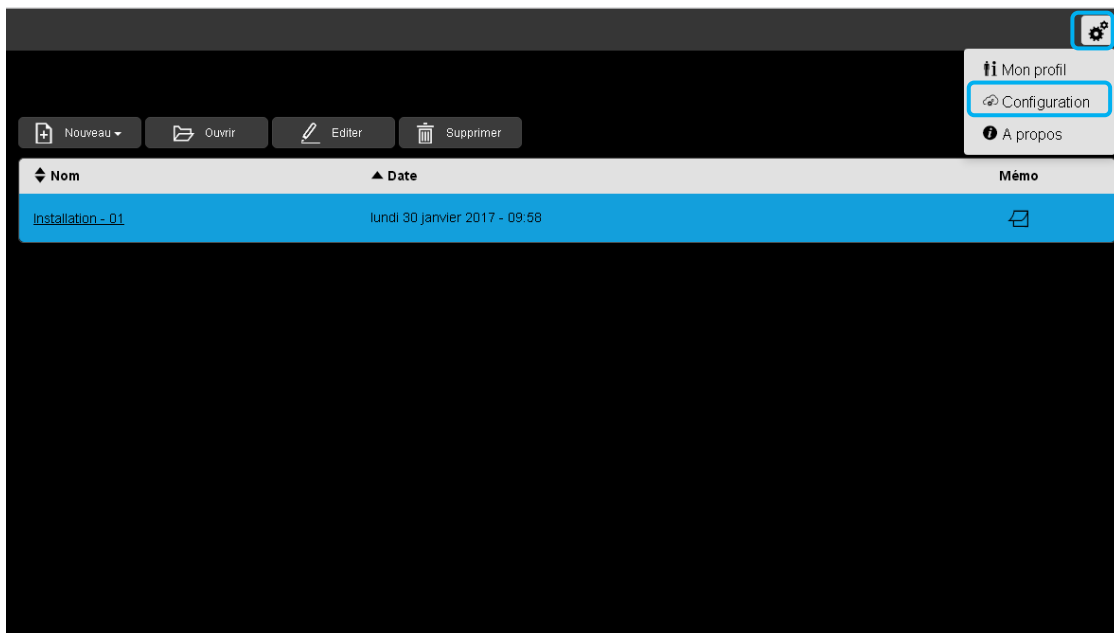 Mon profil
Configuration
A propos
Nouveau
Ouvrir
Editer
Supprimer
Nom
Date
Mémo
Installation - 01
lundi 30 janvier 2017 - 09:58